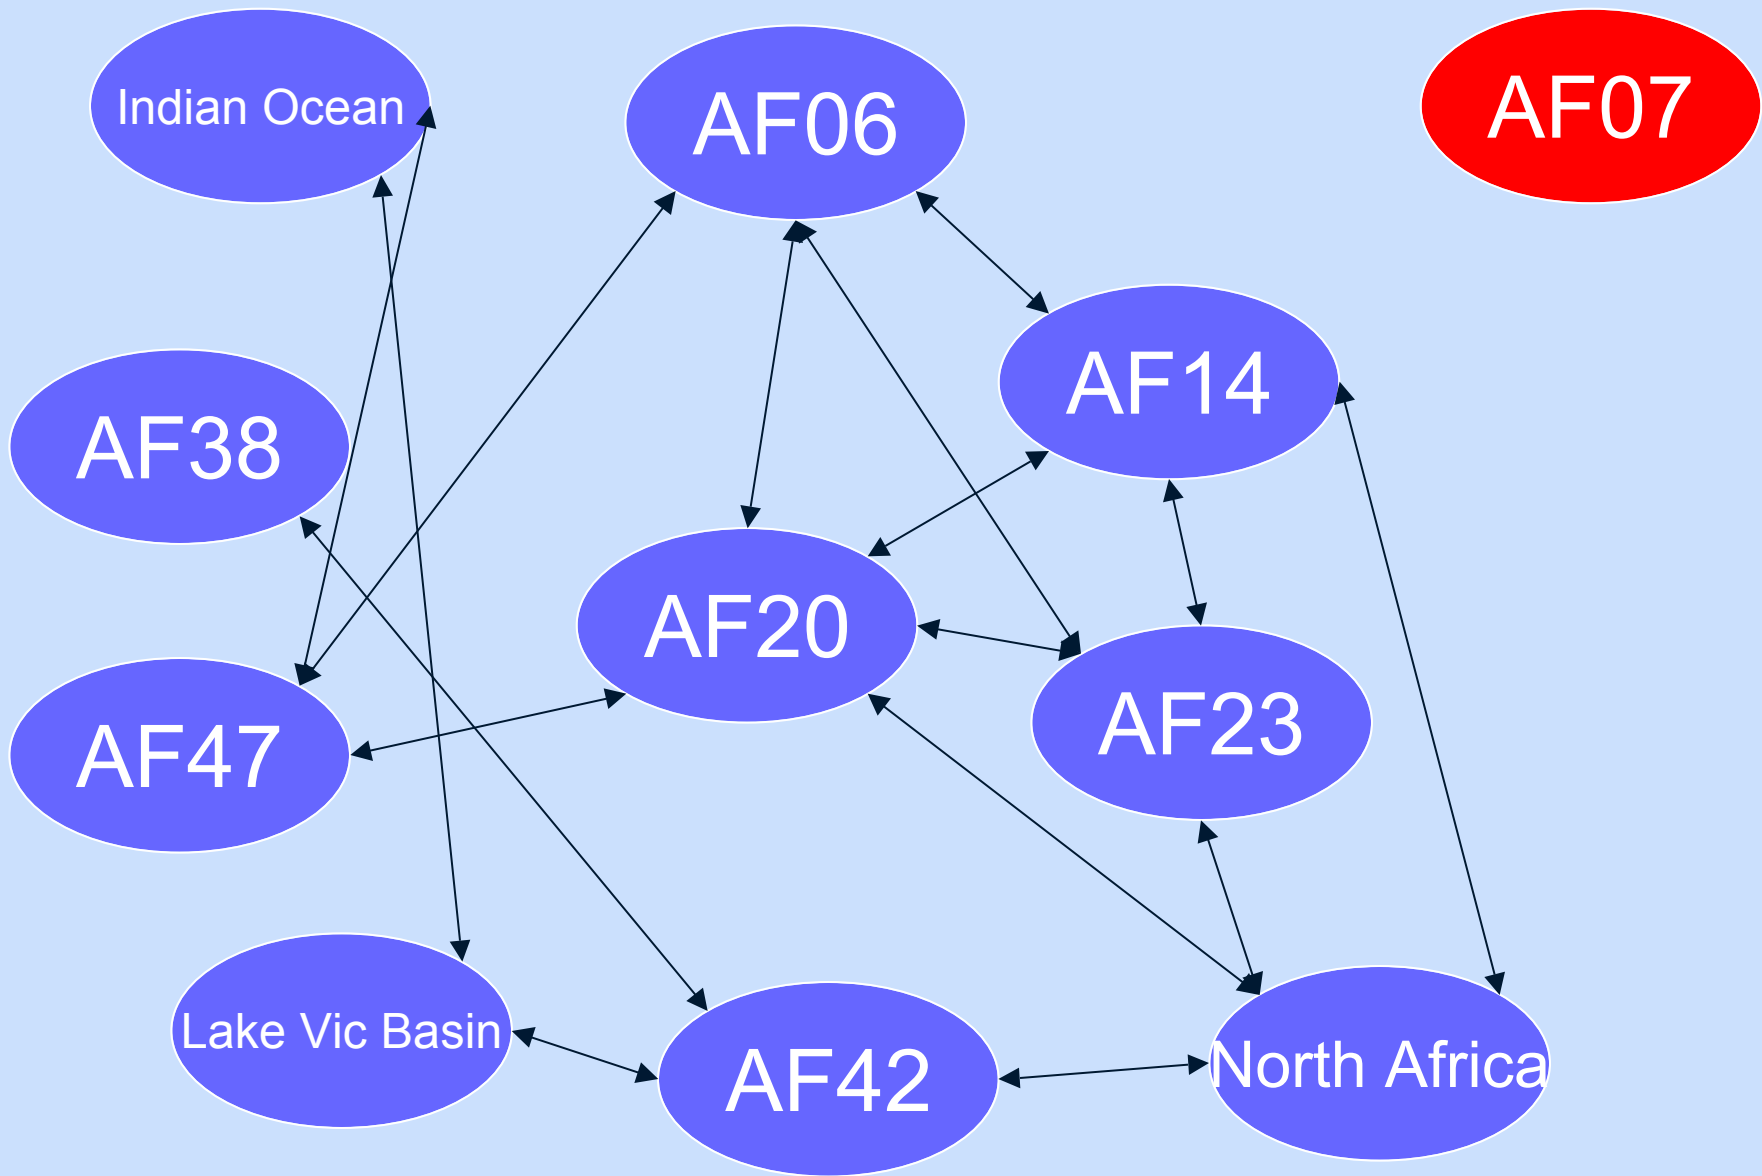 Indian Ocean
AF06
AF07
AF14
AF38
AF20
AF23
AF47
Lake Vic Basin
AF42
North Africa